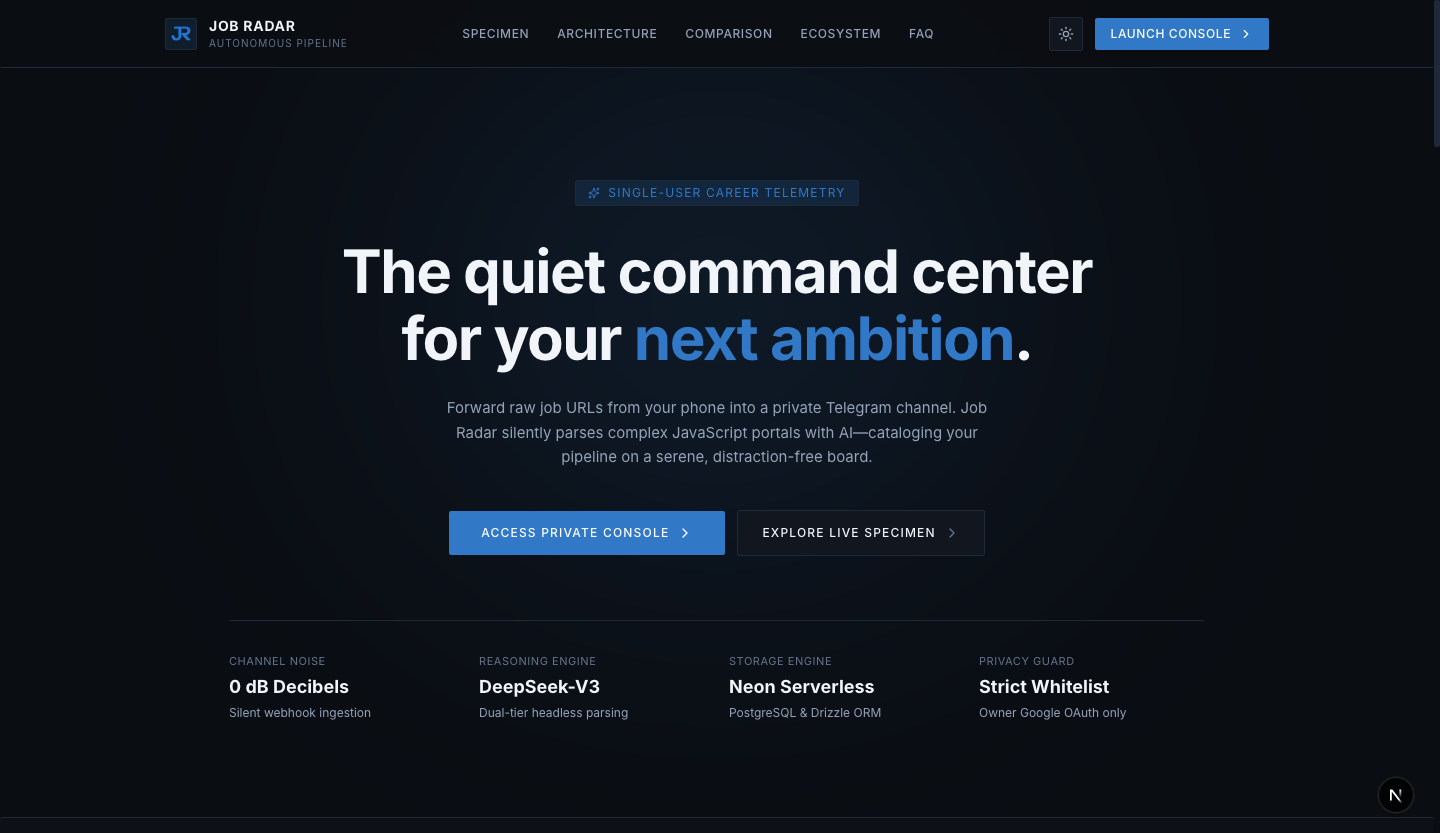 JR
JOB RADAR
AUTONOMOUS PIPELINE
SPECIMEN
ARCHITECTURE
COMPARISON
ECOSYSTEM
FAQ
LAUNCH CONSOLE
SINGLE-USER CAREER TELEMETRY
The quiet command center
for your next ambition.
Forward raw job URLs from your phone into a private Telegram channel. Job
Radar silently parses complex JavaScript portals with AI—cataloging your
pipeline on a serene, distraction-free board.
ACCESS PRIVATE CONSOLE
EXPLORE LIVE SPECIMEN
CHANNEL NOISE
0 dB Decibels
Silent webhook ingestion
REASONING ENGINE
DeepSeek-V3
Dual-tier headless parsing
STORAGE ENGINE
Neon Serverless
PostgreSQL & Drizzle ORM
PRIVACY GUARD
Strict Whitelist
Owner Google OAuth only
N